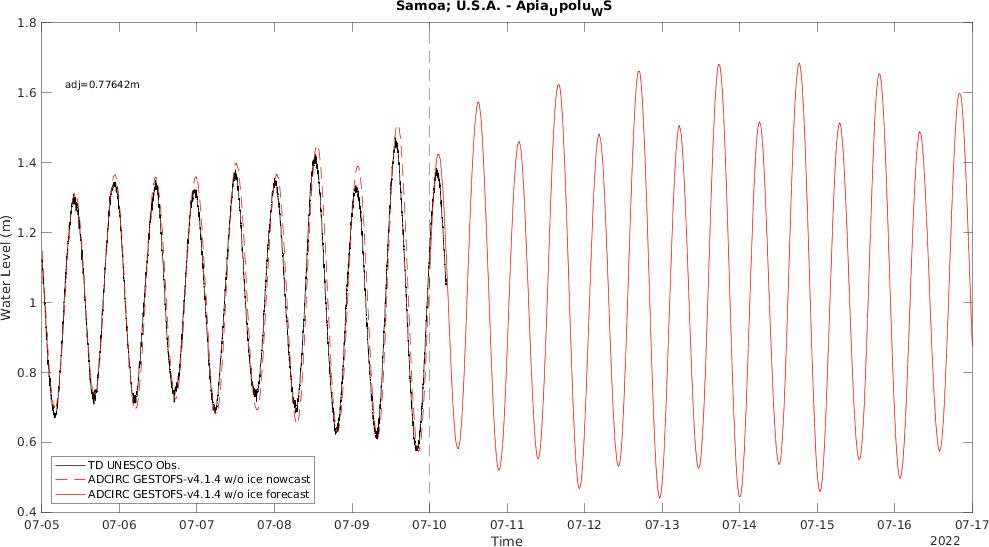 Samoa; U.S.A. - Apia_Upolu_WS
1.8
1.6
1.4
1.2
1
0.8
0.6
0.4
Water Level (m)
adj=0.77642m
TD UNESCO Obs.
ADCIRC GESTOFS-v4.1.4 w/o ice nowcast
ADCIRC GESTOFS-v4.1.4 w/o ice forecast
07-05 07-06 07-07 07-08 07-09 07-10 07-11 07-12 07-13 07-14 07-15 07-16 07-17
Time
2022